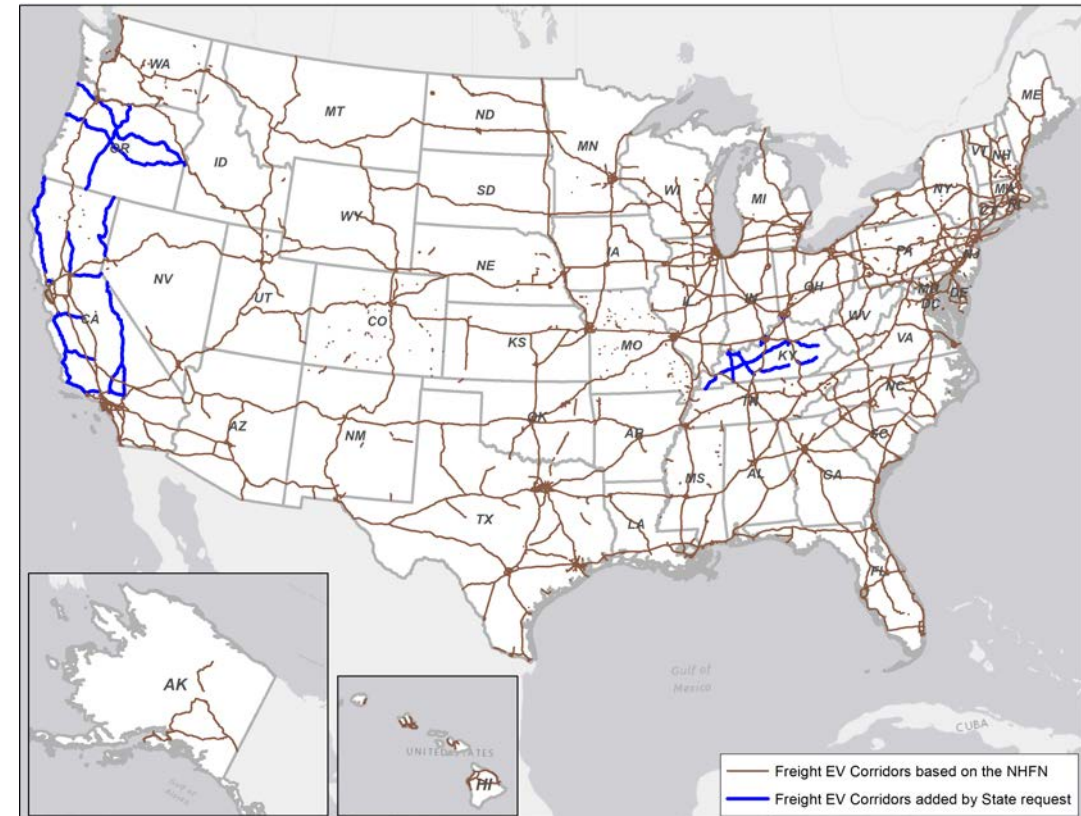 WA
MT
ND
MN
ME
OR
ID
SD
WI
MI
VT
NH
NY
MA
CT
RI
WY
IA
PA
NJ
NE
NV
UT
CO
IL
IN
OH
MD
DE
DC
WV
CA
KS
MO
KY
VA
NC
TN
AZ
NM
OK
AR
SC
MS
AL
GA
TX
LA
FL
Gulf of
Mexico
CUBA
AK
Gulf of
Alaska
UNITED STATES
HI
Freight EV Corridors based on the NHFN
Freight EV Corridors added by State request